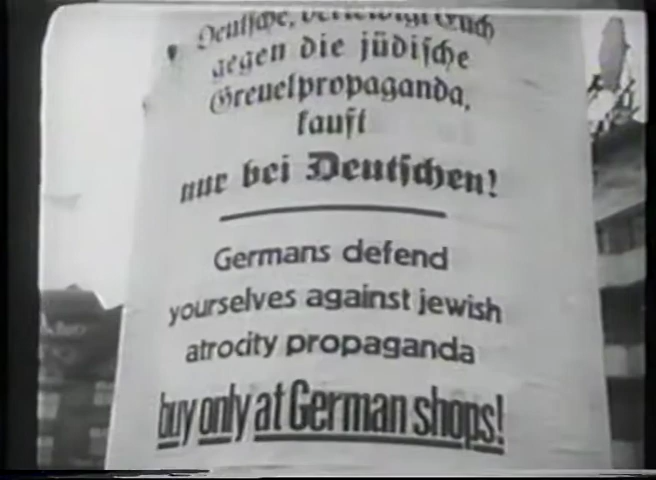 Deutsche, verteidigt Euch
gegen die jüdische
Greuelpropaganda,
kauft
nur bei Deutschen!
Germans defend
yourselves against jewish
atrocity propaganda
buy only at German shops!